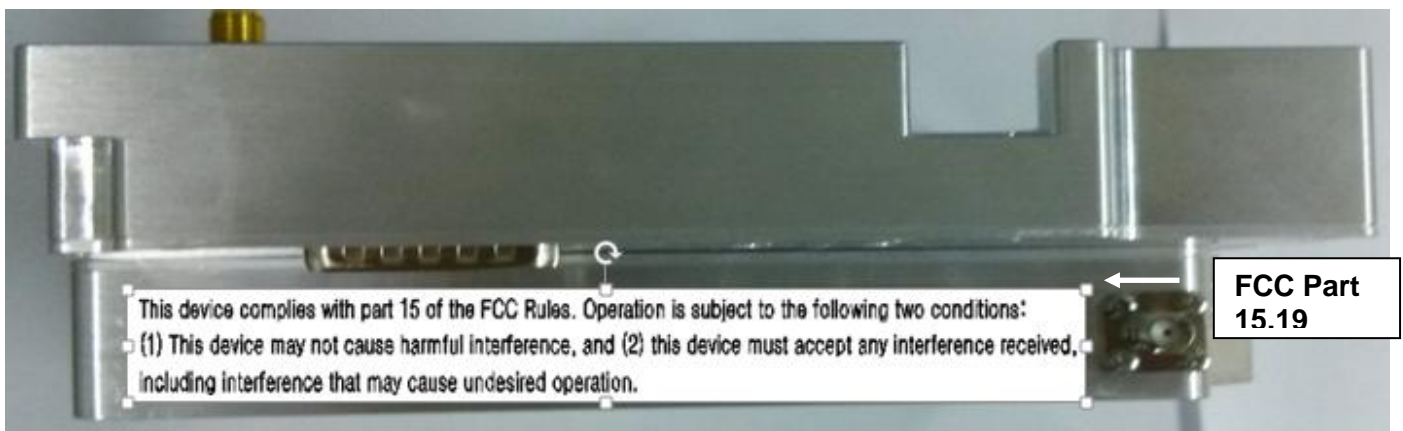 This device complies with part 15 of the FCC Rules. Operation is subject to the following two conditions:
(1) This device may not cause harmful interference, and (2) this device must accept any interference received,
including interference that may cause undesired operation.
FCC Part
15.19